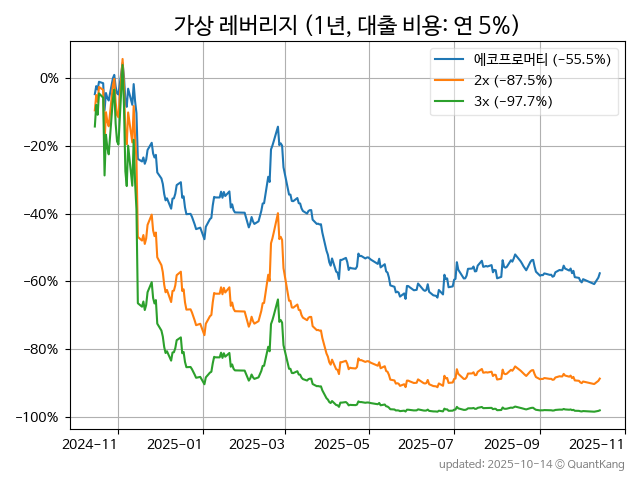 가상 레버리지 (1년, 대출 비용: 연 5%)
에코프로머티 (−55.5%)
2x (−87.5%)
3x (−97.7%)
0%
−20%
−40%
−60%
−80%
−100%
2024-11
2025-01
2025-03
2025-05
2025-07
2025-09
2025-11
updated: 2025-10-14 © QuantKang